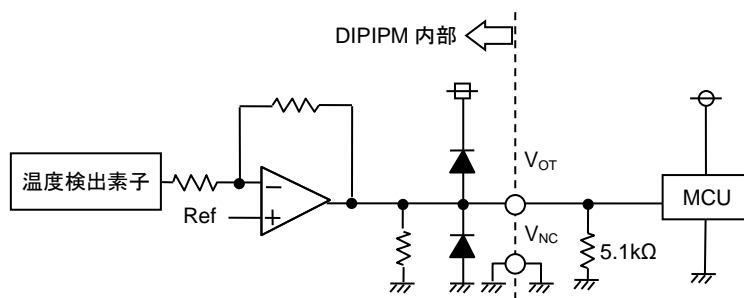 DIPIPM 内部
温度検出素子
Ref
−
+
V_OT
V_NC
5.1kΩ
MCU